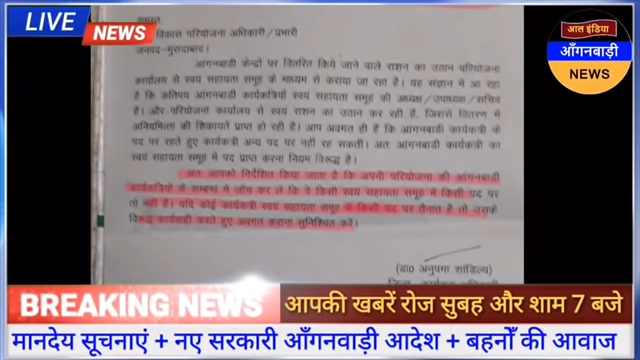 LIVE NEWS
आल इंडिया
आँगनबाड़ी
NEWS
समस्त
विकास परियोजना अधिकारी/प्रभारी
जनपद-मुरादाबाद।
आंगनबाडी केन्द्रों पर वितरित किये जाने वाले राशन का उठान परियोजना
कार्यालय से स्वय सहायता समूह के माध्यम से कराया जा रहा है। यह संज्ञान में आ रहा
है कि कतिपय आंगनबाडी कार्यकत्रियाँ स्वय सहायता समूह की अध्यक्ष/उपाध्यक्ष/सचिव
है। और परियोजना कार्यालय से स्वयं राशन का उठान कर रही हैं, जिससे वितरण में
अनियमित्ता की शिकायतें प्राप्त हो रही हैं। आप अवगत ही है कि आंगनबाडी कार्यकत्री के
पद पर रहते हुए कार्यकत्री अन्य पद पर नही रह सकती। अत आंगनबाडी कार्यकत्री का
स्वय सहायता समूह में पद प्राप्त करना नियम विरूद्ध है।
अत आपको निर्देशित किया जाता है कि अपनी परियोजना की आंगनबाडी
कार्यकत्रियों के सम्बन्ध में जाँच कर लें कि वे किसी स्वय सहायता समूह में किसी पद पर
तो नही है। यदि कोई कार्यकत्री स्वय सहायता समूह में किसी पद पर तैनात है तो उसके
विरूद्ध कार्यवाही करते हुए अवगत कराना सुनिश्चित करें।
(डा० अनुपमा शांडिल्य)
BREAKING NEWS
आपकी खबरें रोज सुबह और शाम 7 बजे
मानदेय सूचनाएं + नए सरकारी आँगनवाड़ी आदेश + बहनोँ की आवाज